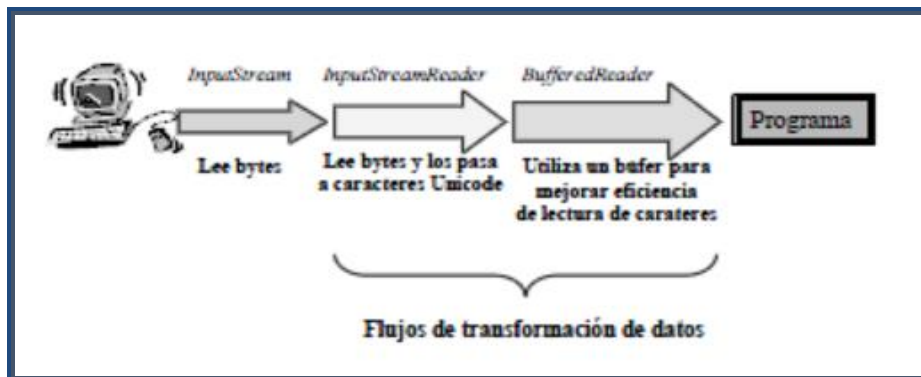 InputStream
InputStreamReader
BufferedReader
Programa
Lee bytes
Lee bytes y los pasa
a caracteres Unicode
Utiliza un bufer para
mejorar eficiencia
de lectura de carateres
Flujos de transformación de datos